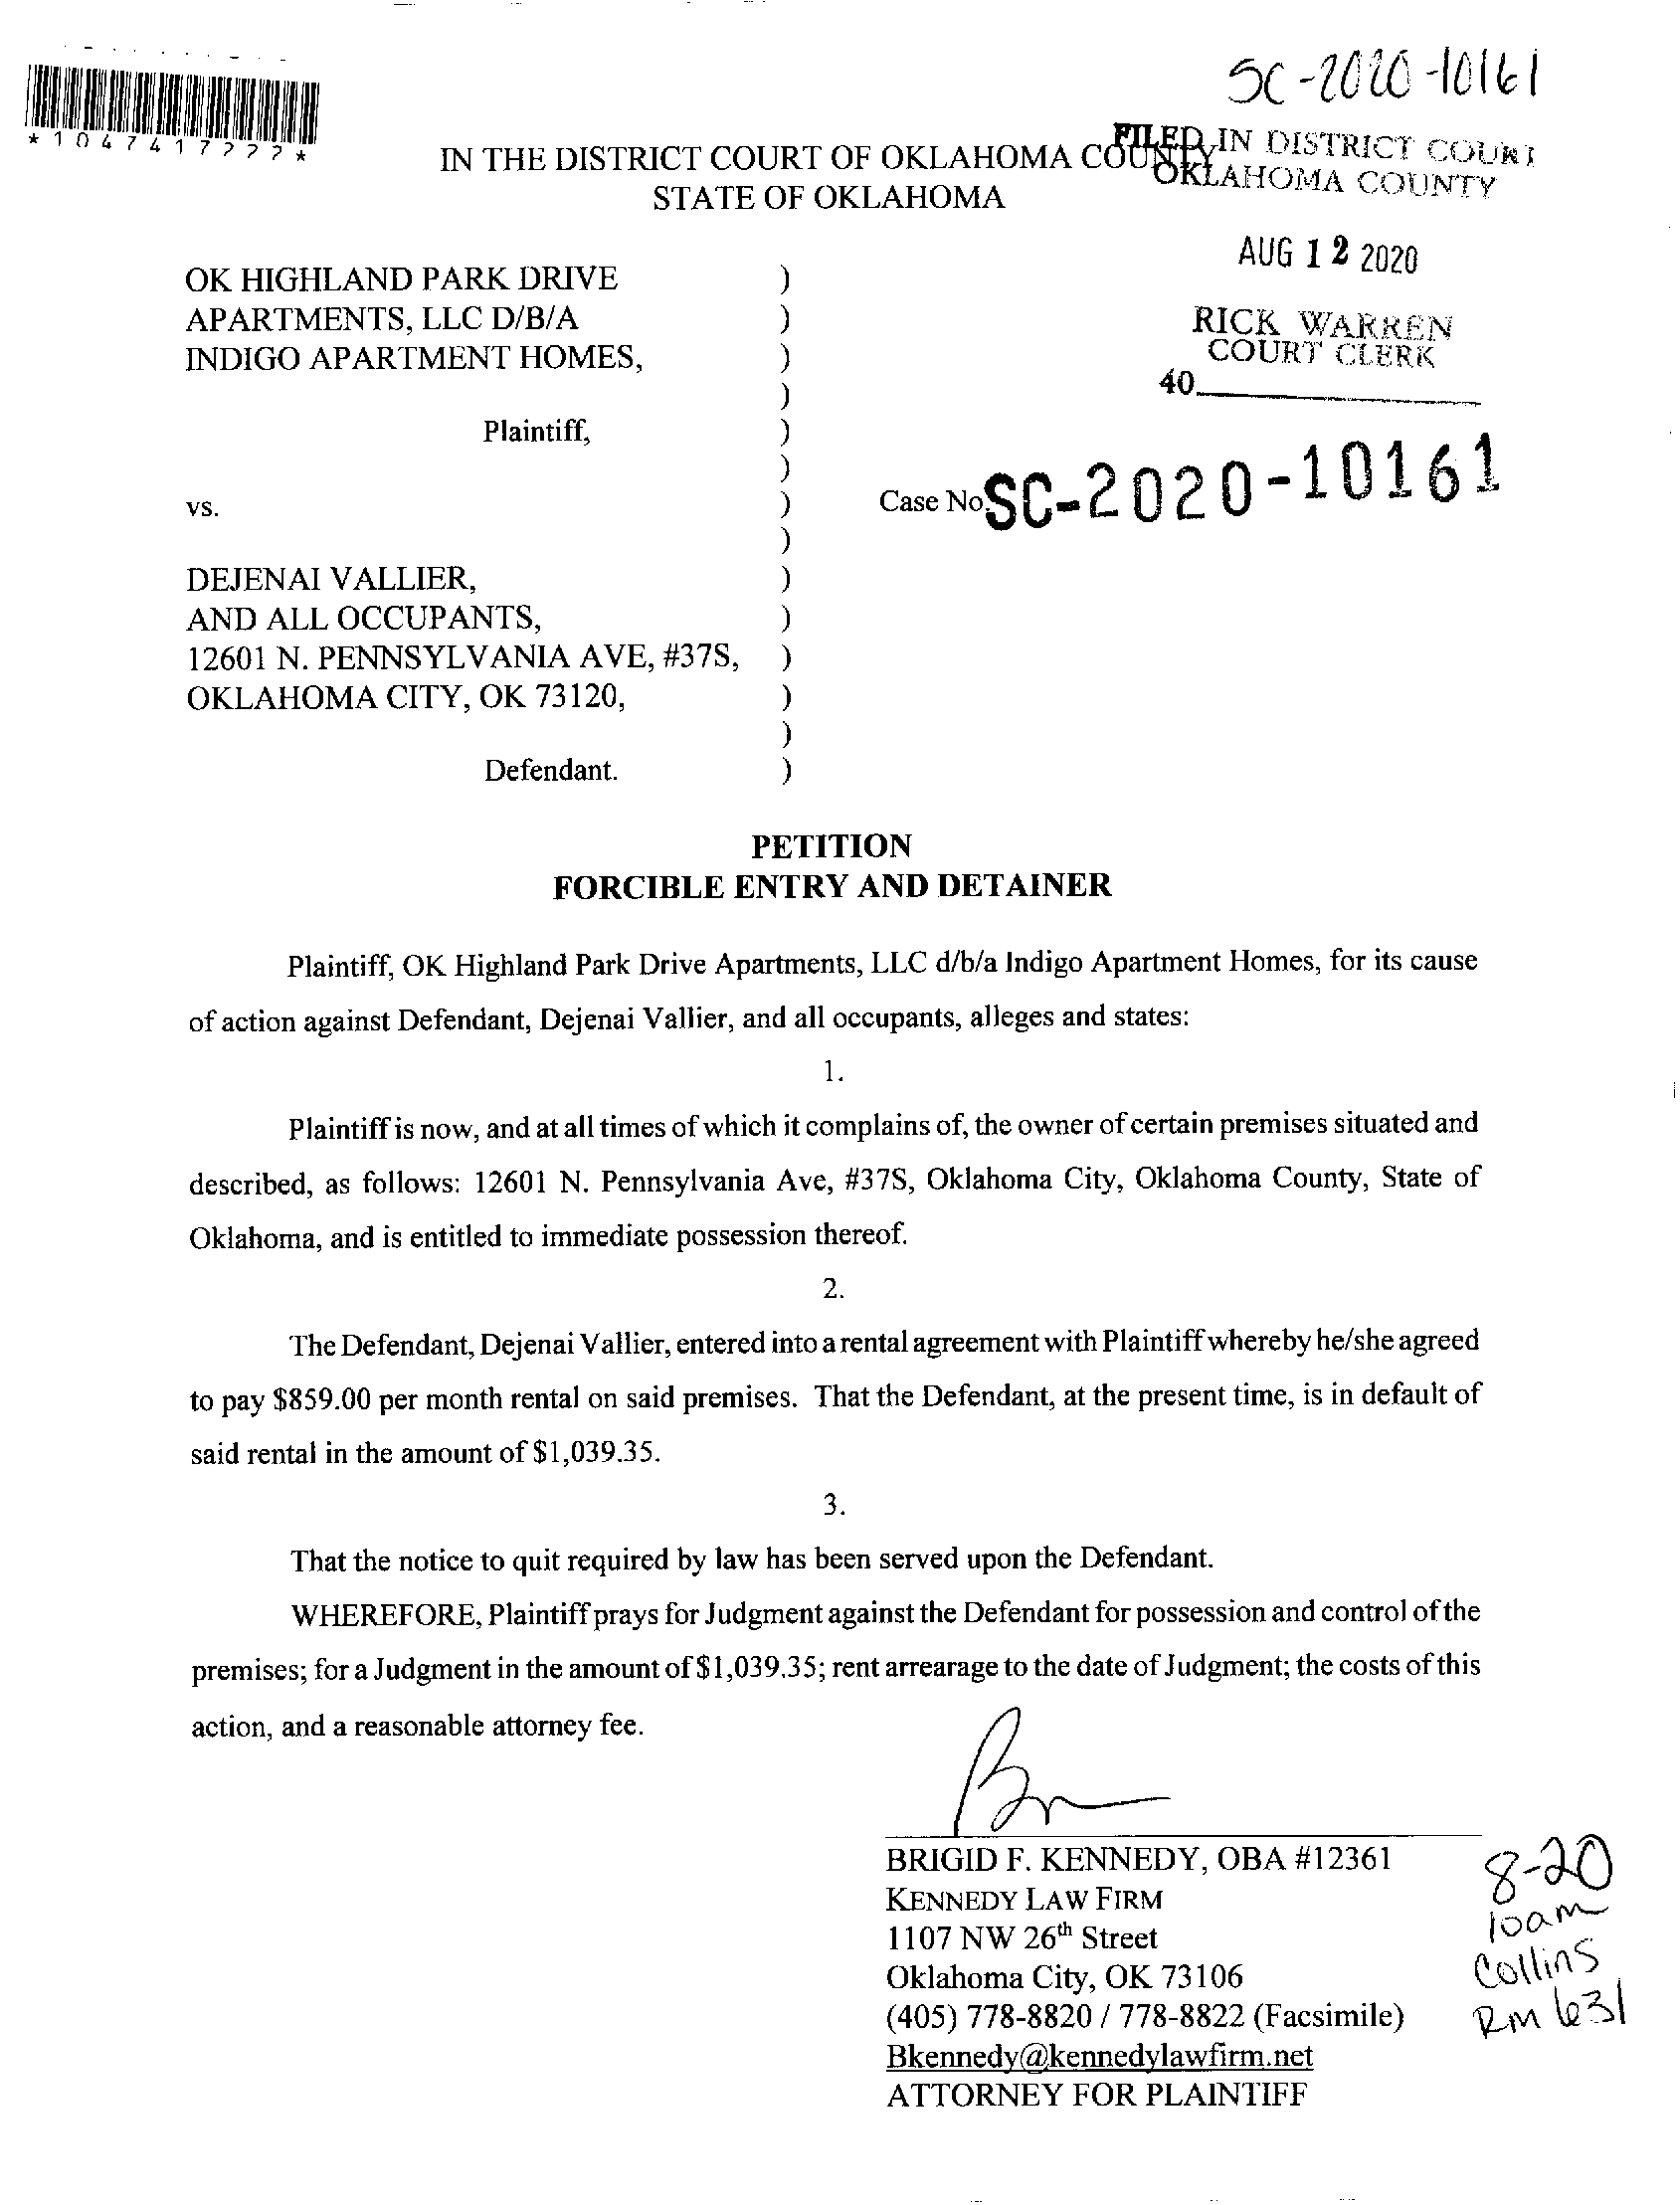 SC-2020-10161
*1047417???*
IN THE DISTRICT COURT OF OKLAHOMA COUNTY
STATE OF OKLAHOMA
FILED IN DISTRICT COURT
OKLAHOMA COUNTY
AUG 12 2020
RICK WARREN
COURT CLERK
40
OK HIGHLAND PARK DRIVE )
APARTMENTS, LLC D/B/A )
INDIGO APARTMENT HOMES, )
)
Plaintiff, )
)
vs. ) Case No. SC-2020-10161
)
DEJENAI VALLIER, )
AND ALL OCCUPANTS, )
12601 N. PENNSYLVANIA AVE, #37S, )
OKLAHOMA CITY, OK 73120, )
)
Defendant. )
PETITION
FORCIBLE ENTRY AND DETAINER
Plaintiff, OK Highland Park Drive Apartments, LLC d/b/a Indigo Apartment Homes, for its cause
of action against Defendant, Dejenai Vallier, and all occupants, alleges and states:
1.
Plaintiff is now, and at all times of which it complains of, the owner of certain premises situated and
described, as follows: 12601 N. Pennsylvania Ave, #37S, Oklahoma City, Oklahoma County, State of
Oklahoma, and is entitled to immediate possession thereof.
2.
The Defendant, Dejenai Vallier, entered into a rental agreement with Plaintiff whereby he/she agreed
to pay $859.00 per month rental on said premises. That the Defendant, at the present time, is in default of
said rental in the amount of $1,039.35.
3.
That the notice to quit required by law has been served upon the Defendant.
WHEREFORE, Plaintiff prays for Judgment against the Defendant for possession and control of the
premises; for a Judgment in the amount of $1,039.35; rent arrearage to the date of Judgment; the costs of this
action, and a reasonable attorney fee.
BRIGID F. KENNEDY, OBA #12361
KENNEDY LAW FIRM
1107 NW 26th Street
Oklahoma City, OK 73106
(405) 778-8820 / 778-8822 (Facsimile)
Bkennedy@kennedylawfirm.net
ATTORNEY FOR PLAINTIFF
8-20
10am
Collins
Rm 631